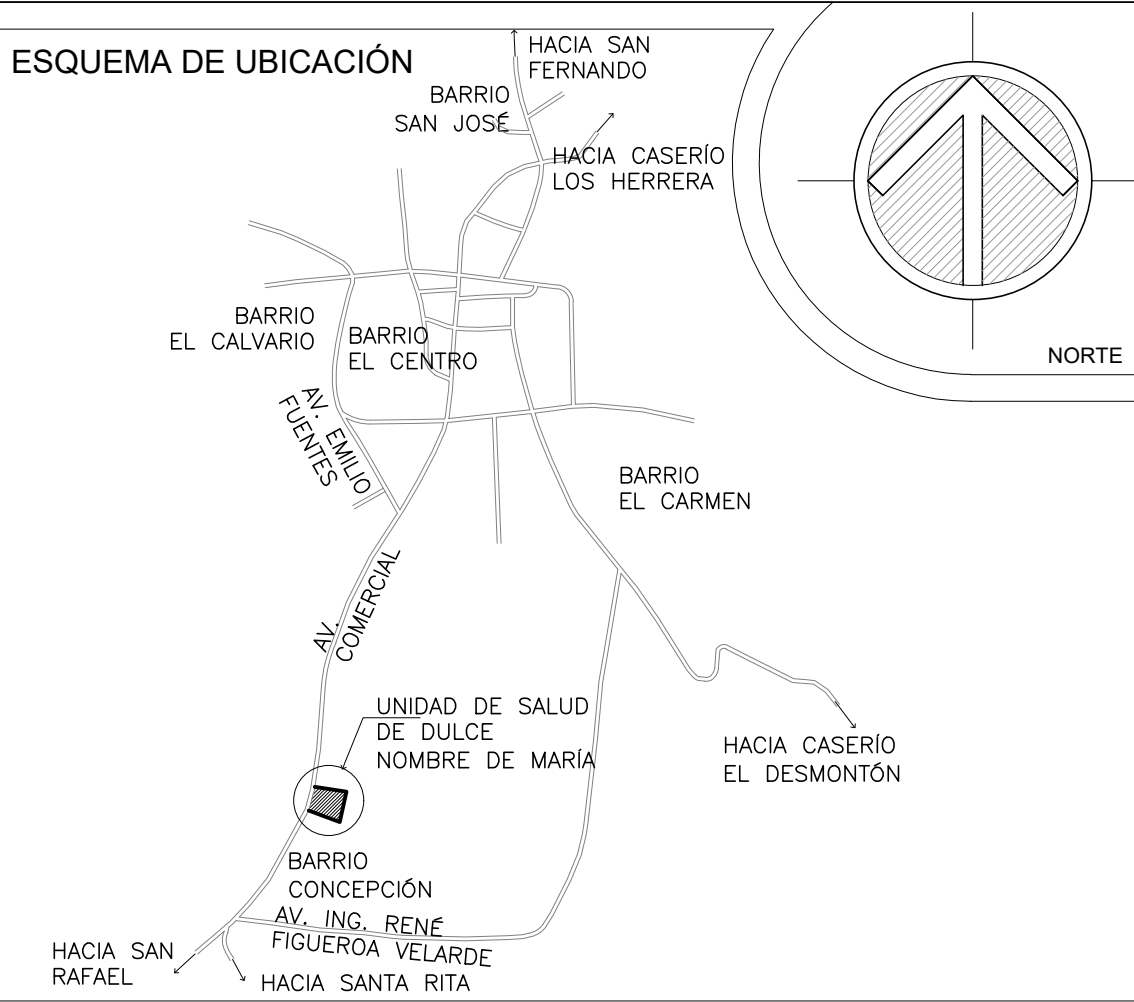 ESQUEMA DE UBICACIÓN
HACIA SAN
FERNANDO
BARRIO
SAN JOSÉ
HACIA CASERÍO
LOS HERRERA
NORTE
BARRIO
EL CALVARIO
BARRIO
EL CENTRO
AV. EMILIO
FUENTES
BARRIO
EL CARMEN
AV.
COMERCIAL
UNIDAD DE SALUD
DE DULCE
NOMBRE DE MARÍA
HACIA CASERÍO
EL DESMONTÓN
BARRIO
CONCEPCIÓN
AV. ING. RENÉ
FIGUEROA VELARDE
HACIA SAN
RAFAEL
HACIA SANTA RITA